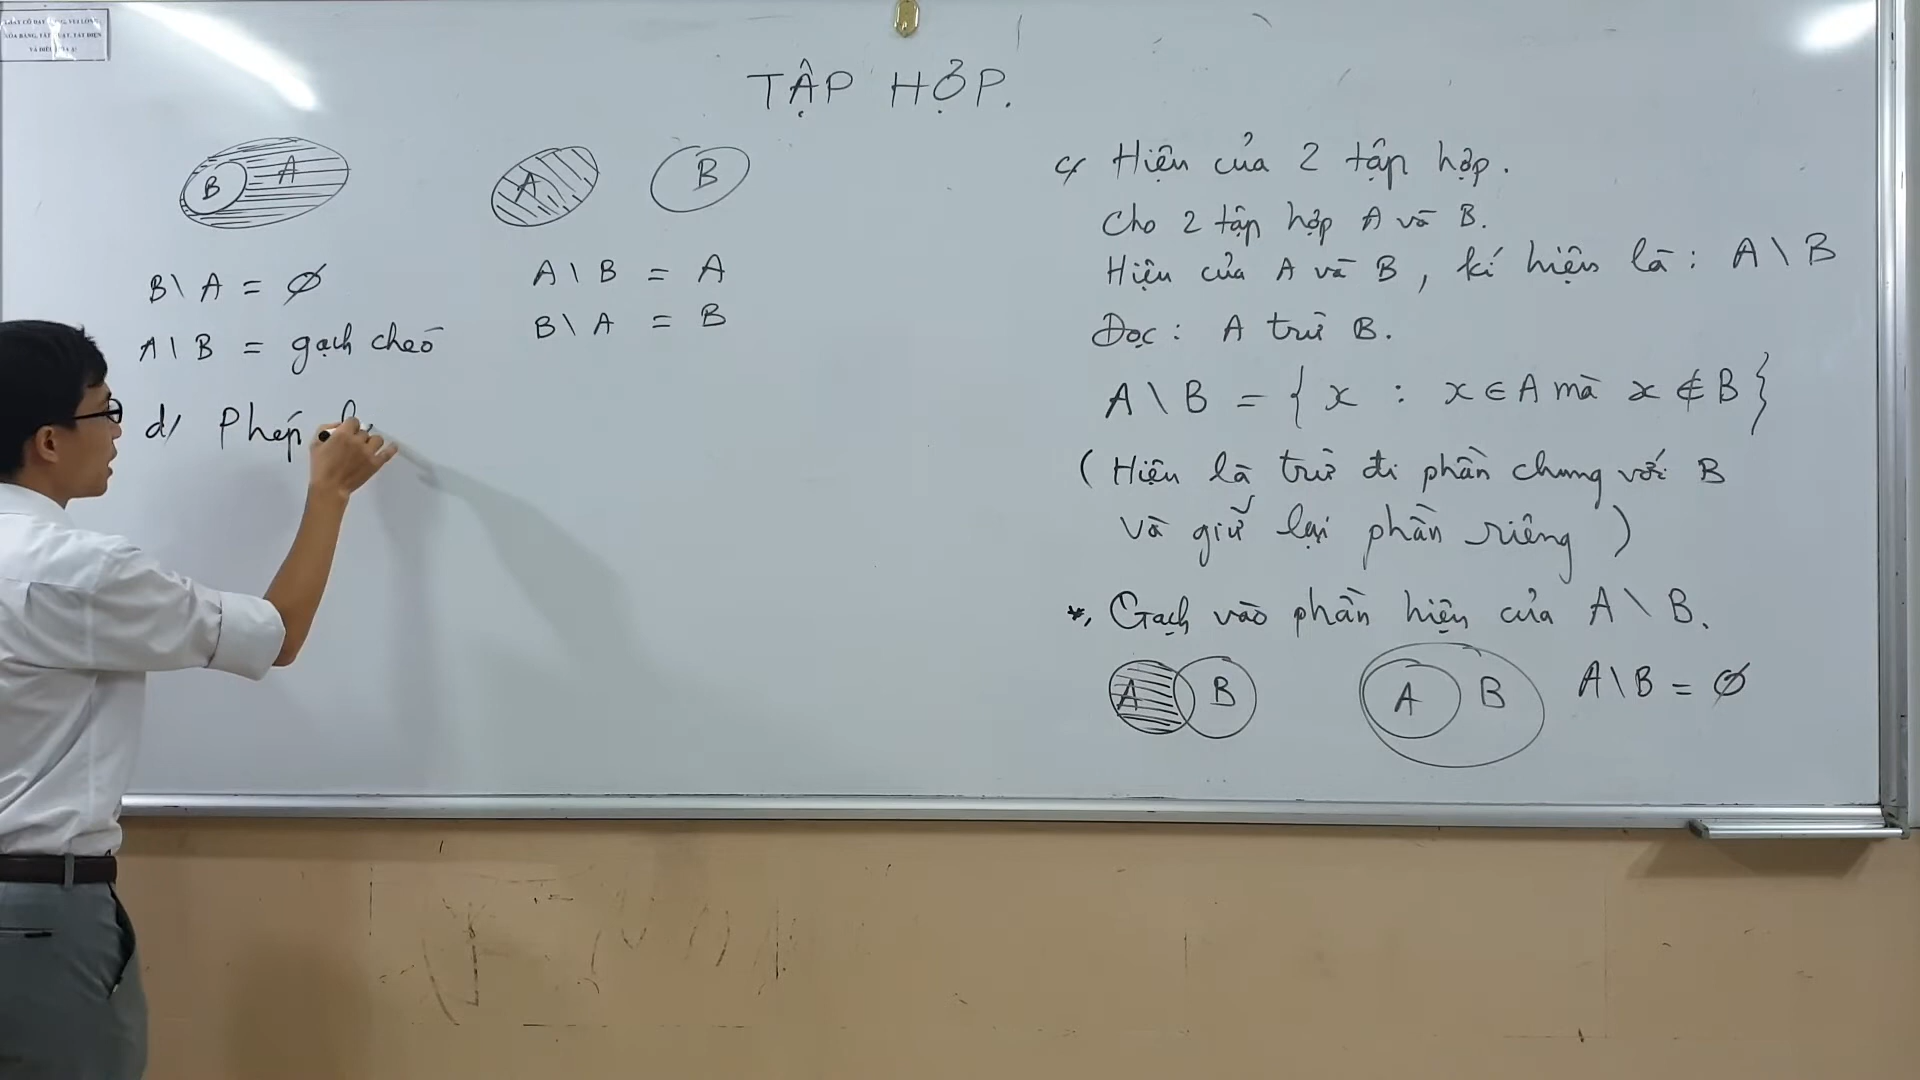 TẬP HỢP.
c/ Hiệu của 2 tập hợp.
Cho 2 tập hợp A và B.
Hiệu của A và B, kí hiệu là: A \ B
Đọc: A trừ B.
A \ B = { x : x ∈ A mà x ∉ B }
( Hiệu là trừ đi phần chung với B
và giữ lại phần riêng )
*, Gạch vào phần hiệu của A \ B.
A B
A B A\B = ∅
B A
B\ A = ∅
A \ B = gạch chéo
A B
A \ B = A
B \ A = B
d/ Phép